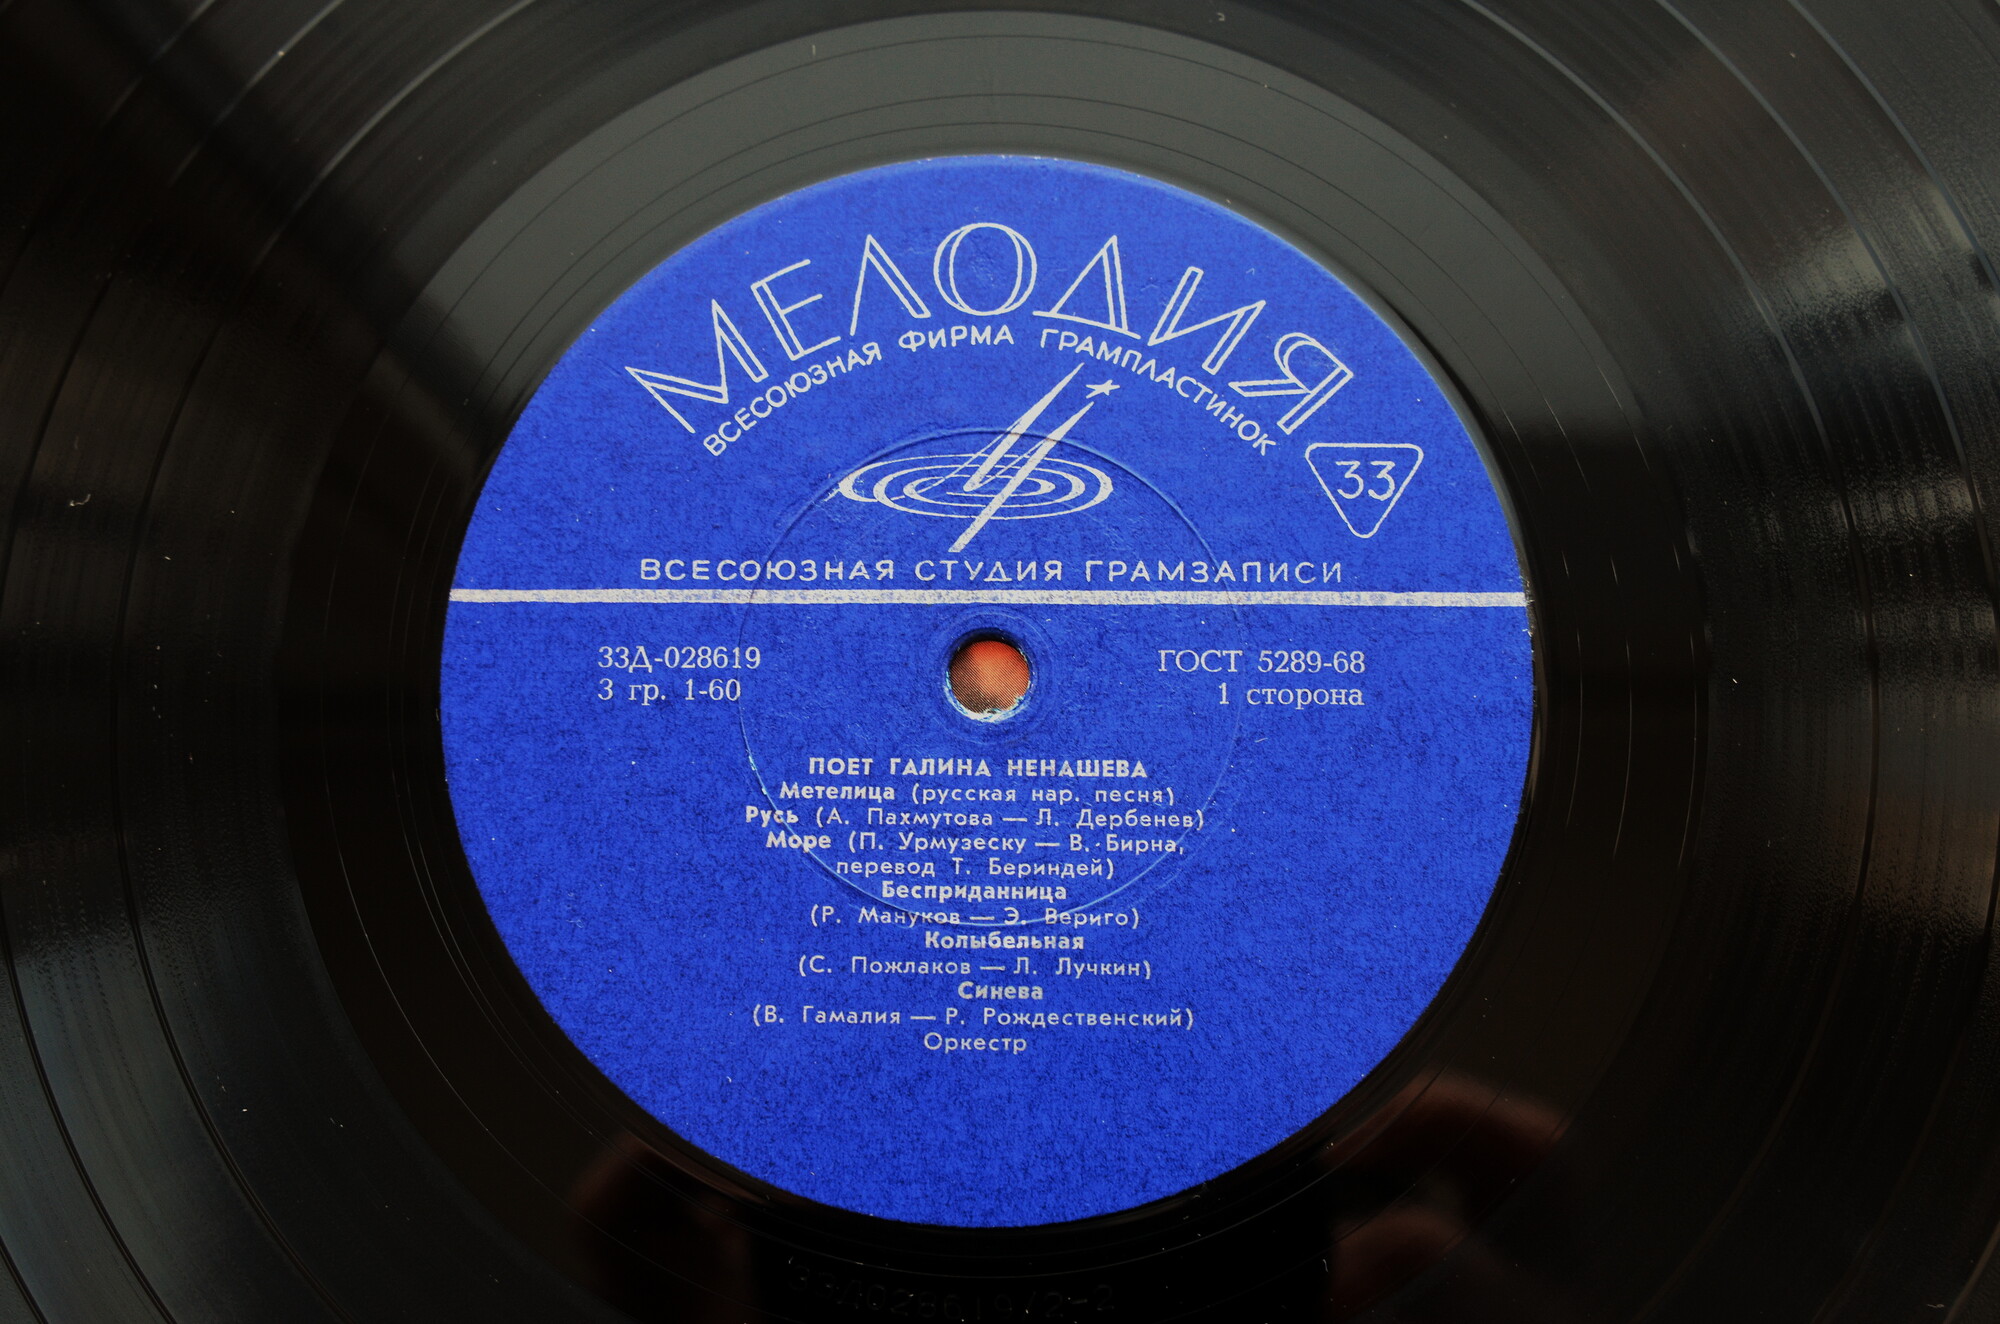 МЕЛОДИЯ
ВСЕСОЮЗНАЯ ФИРМА ГРАМПЛАСТИНОК
33
ВСЕСОЮЗНАЯ СТУДИЯ ГРАМЗАПИСИ
33Д-028619
3 гр. 1-60
ГОСТ 5289-68
1 сторона
ПОЕТ ГАЛИНА НЕНАШЕВА
Метелица (русская нар. песня)
Русь (А. Пахмутова — Л. Дербенев)
Море (П. Урмузеску — В. Бирна,
перевод Т. Бериндей)
Бесприданница
(Р. Мануков — Э. Вериго)
Колыбельная
(С. Пожлаков — Л. Лучкин)
Синева
(В. Гамалия — Р. Рождественский)
Оркестр